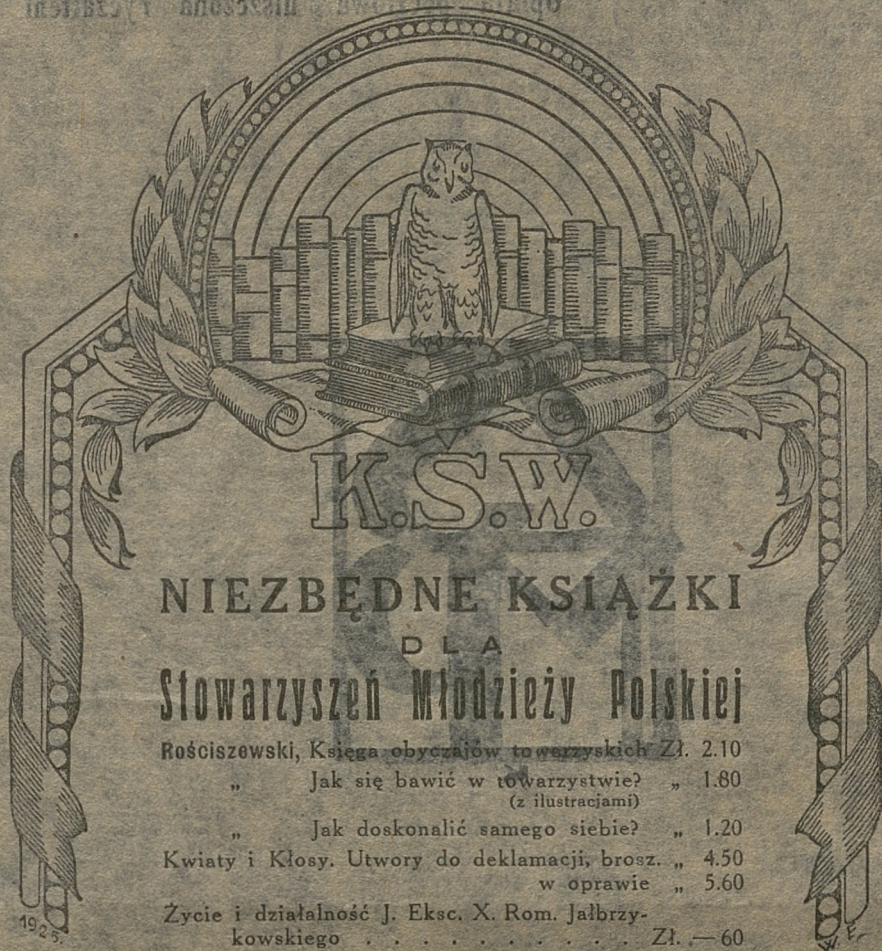 K.S.W.
NIEZBĘDNE KSIĄŻKI
DLA
Stowarzyszeń Młodzieży Polskiej
Rościszewski, Księga obyczajów towarzyskich Zł. 2.10
„ Jak się bawić w towarzystwie? „ 1.80
(z ilustracjami)
„ Jak doskonalić samego siebie? „ 1.20
Kwiaty i Kłosy. Utwory do deklamacji, brosz. „ 4.50
w oprawie „ 5.60
Życie i działalność J. Eksc. X. Rom. Jałbrzy-
kowskiego . . . . . . . . . . Zł. —60
1925.
W. E.